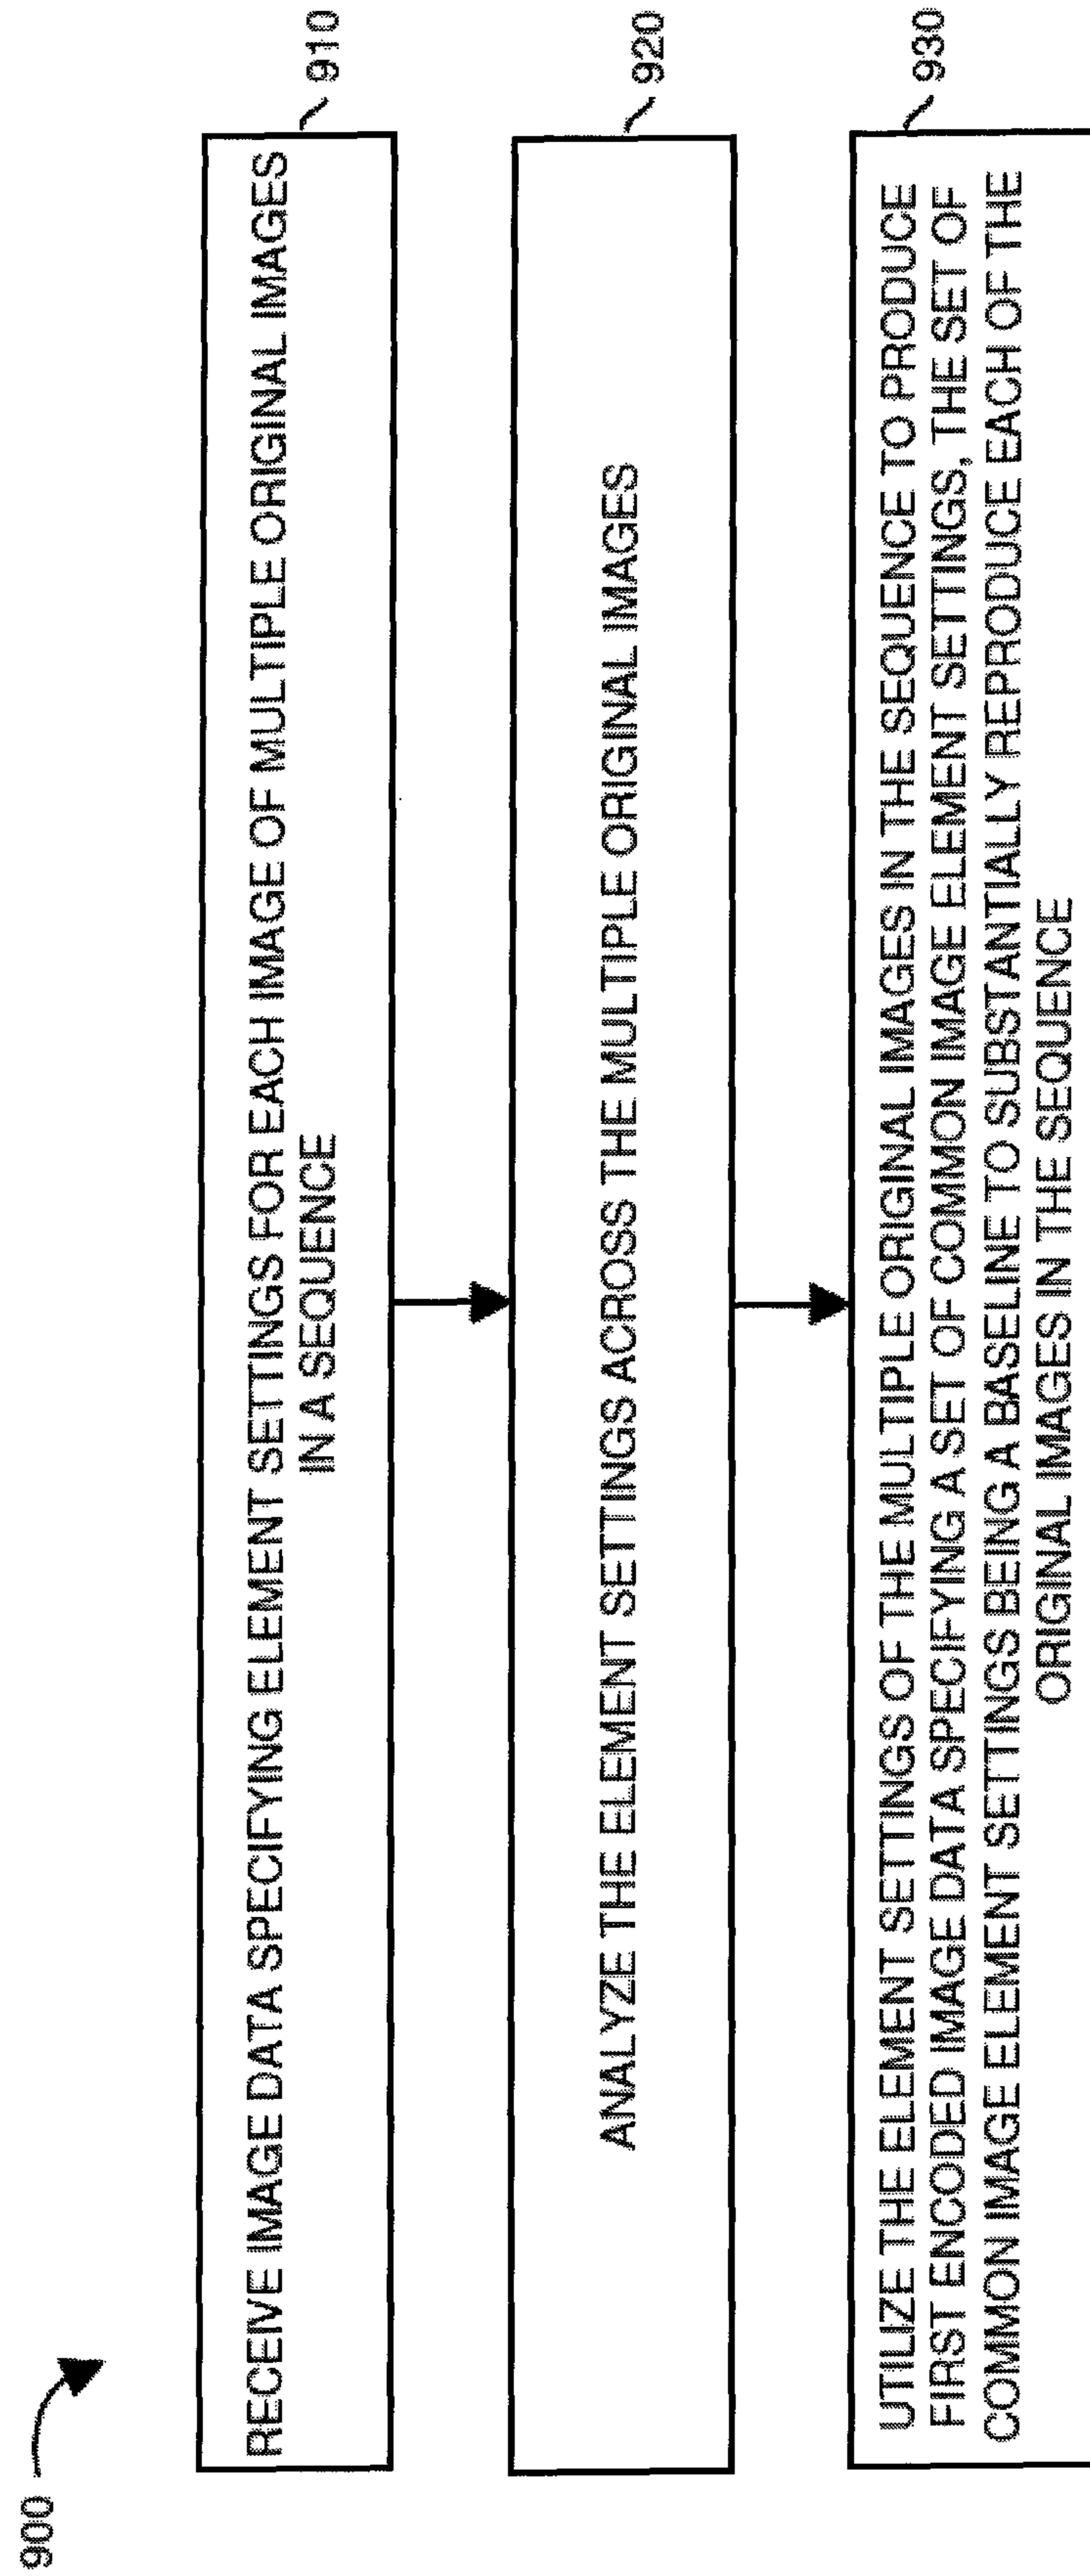 900
RECEIVE IMAGE DATA SPECIFYING ELEMENT SETTINGS FOR EACH IMAGE OF MULTIPLE ORIGINAL IMAGES
IN A SEQUENCE
910
ANALYZE THE ELEMENT SETTINGS ACROSS THE MULTIPLE ORIGINAL IMAGES
920
UTILIZE THE ELEMENT SETTINGS OF THE MULTIPLE ORIGINAL IMAGES IN THE SEQUENCE TO PRODUCE
FIRST ENCODED IMAGE DATA SPECIFYING A SET OF COMMON IMAGE ELEMENT SETTINGS, THE SET OF
COMMON IMAGE ELEMENT SETTINGS BEING A BASELINE TO SUBSTANTIALLY REPRODUCE EACH OF THE
ORIGINAL IMAGES IN THE SEQUENCE
930